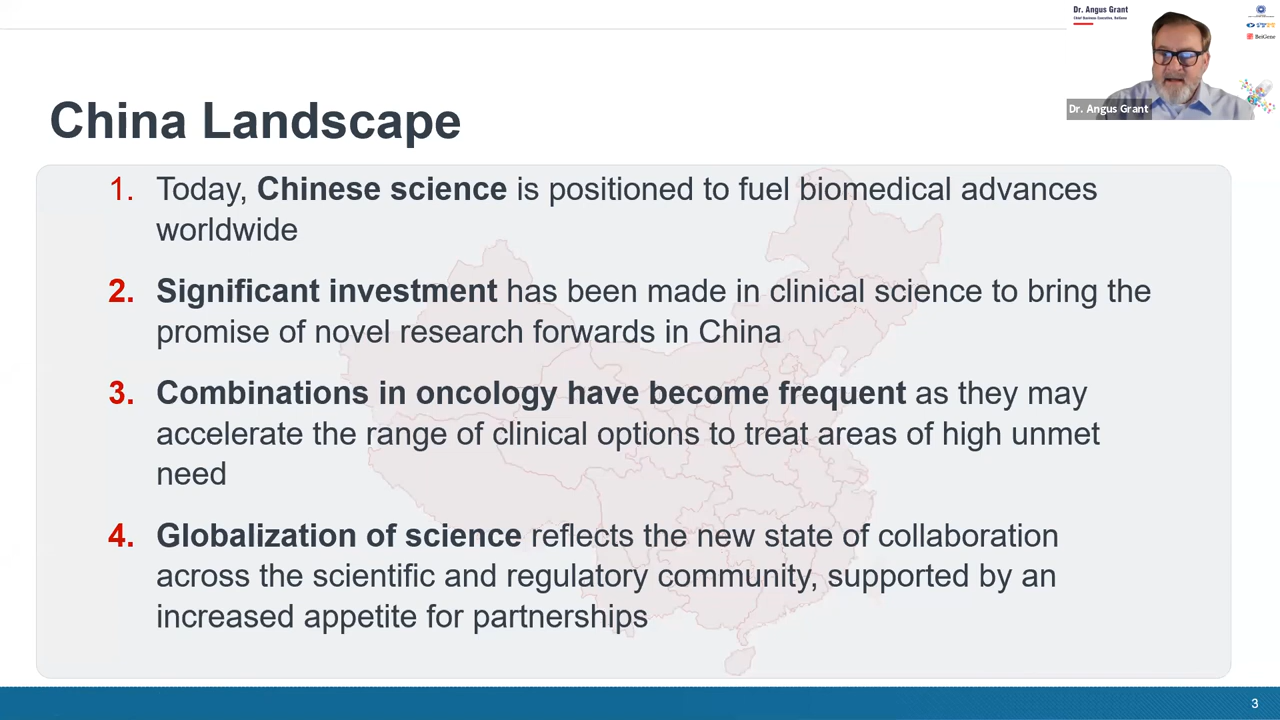 Dr. Angus Grant
Chief Business Executive, BeiGene
BeiGene
Dr. Angus Grant
China Landscape
1. Today, Chinese science is positioned to fuel biomedical advances
worldwide
2. Significant investment has been made in clinical science to bring the
promise of novel research forwards in China
3. Combinations in oncology have become frequent as they may
accelerate the range of clinical options to treat areas of high unmet
need
4. Globalization of science reflects the new state of collaboration
across the scientific and regulatory community, supported by an
increased appetite for partnerships
3